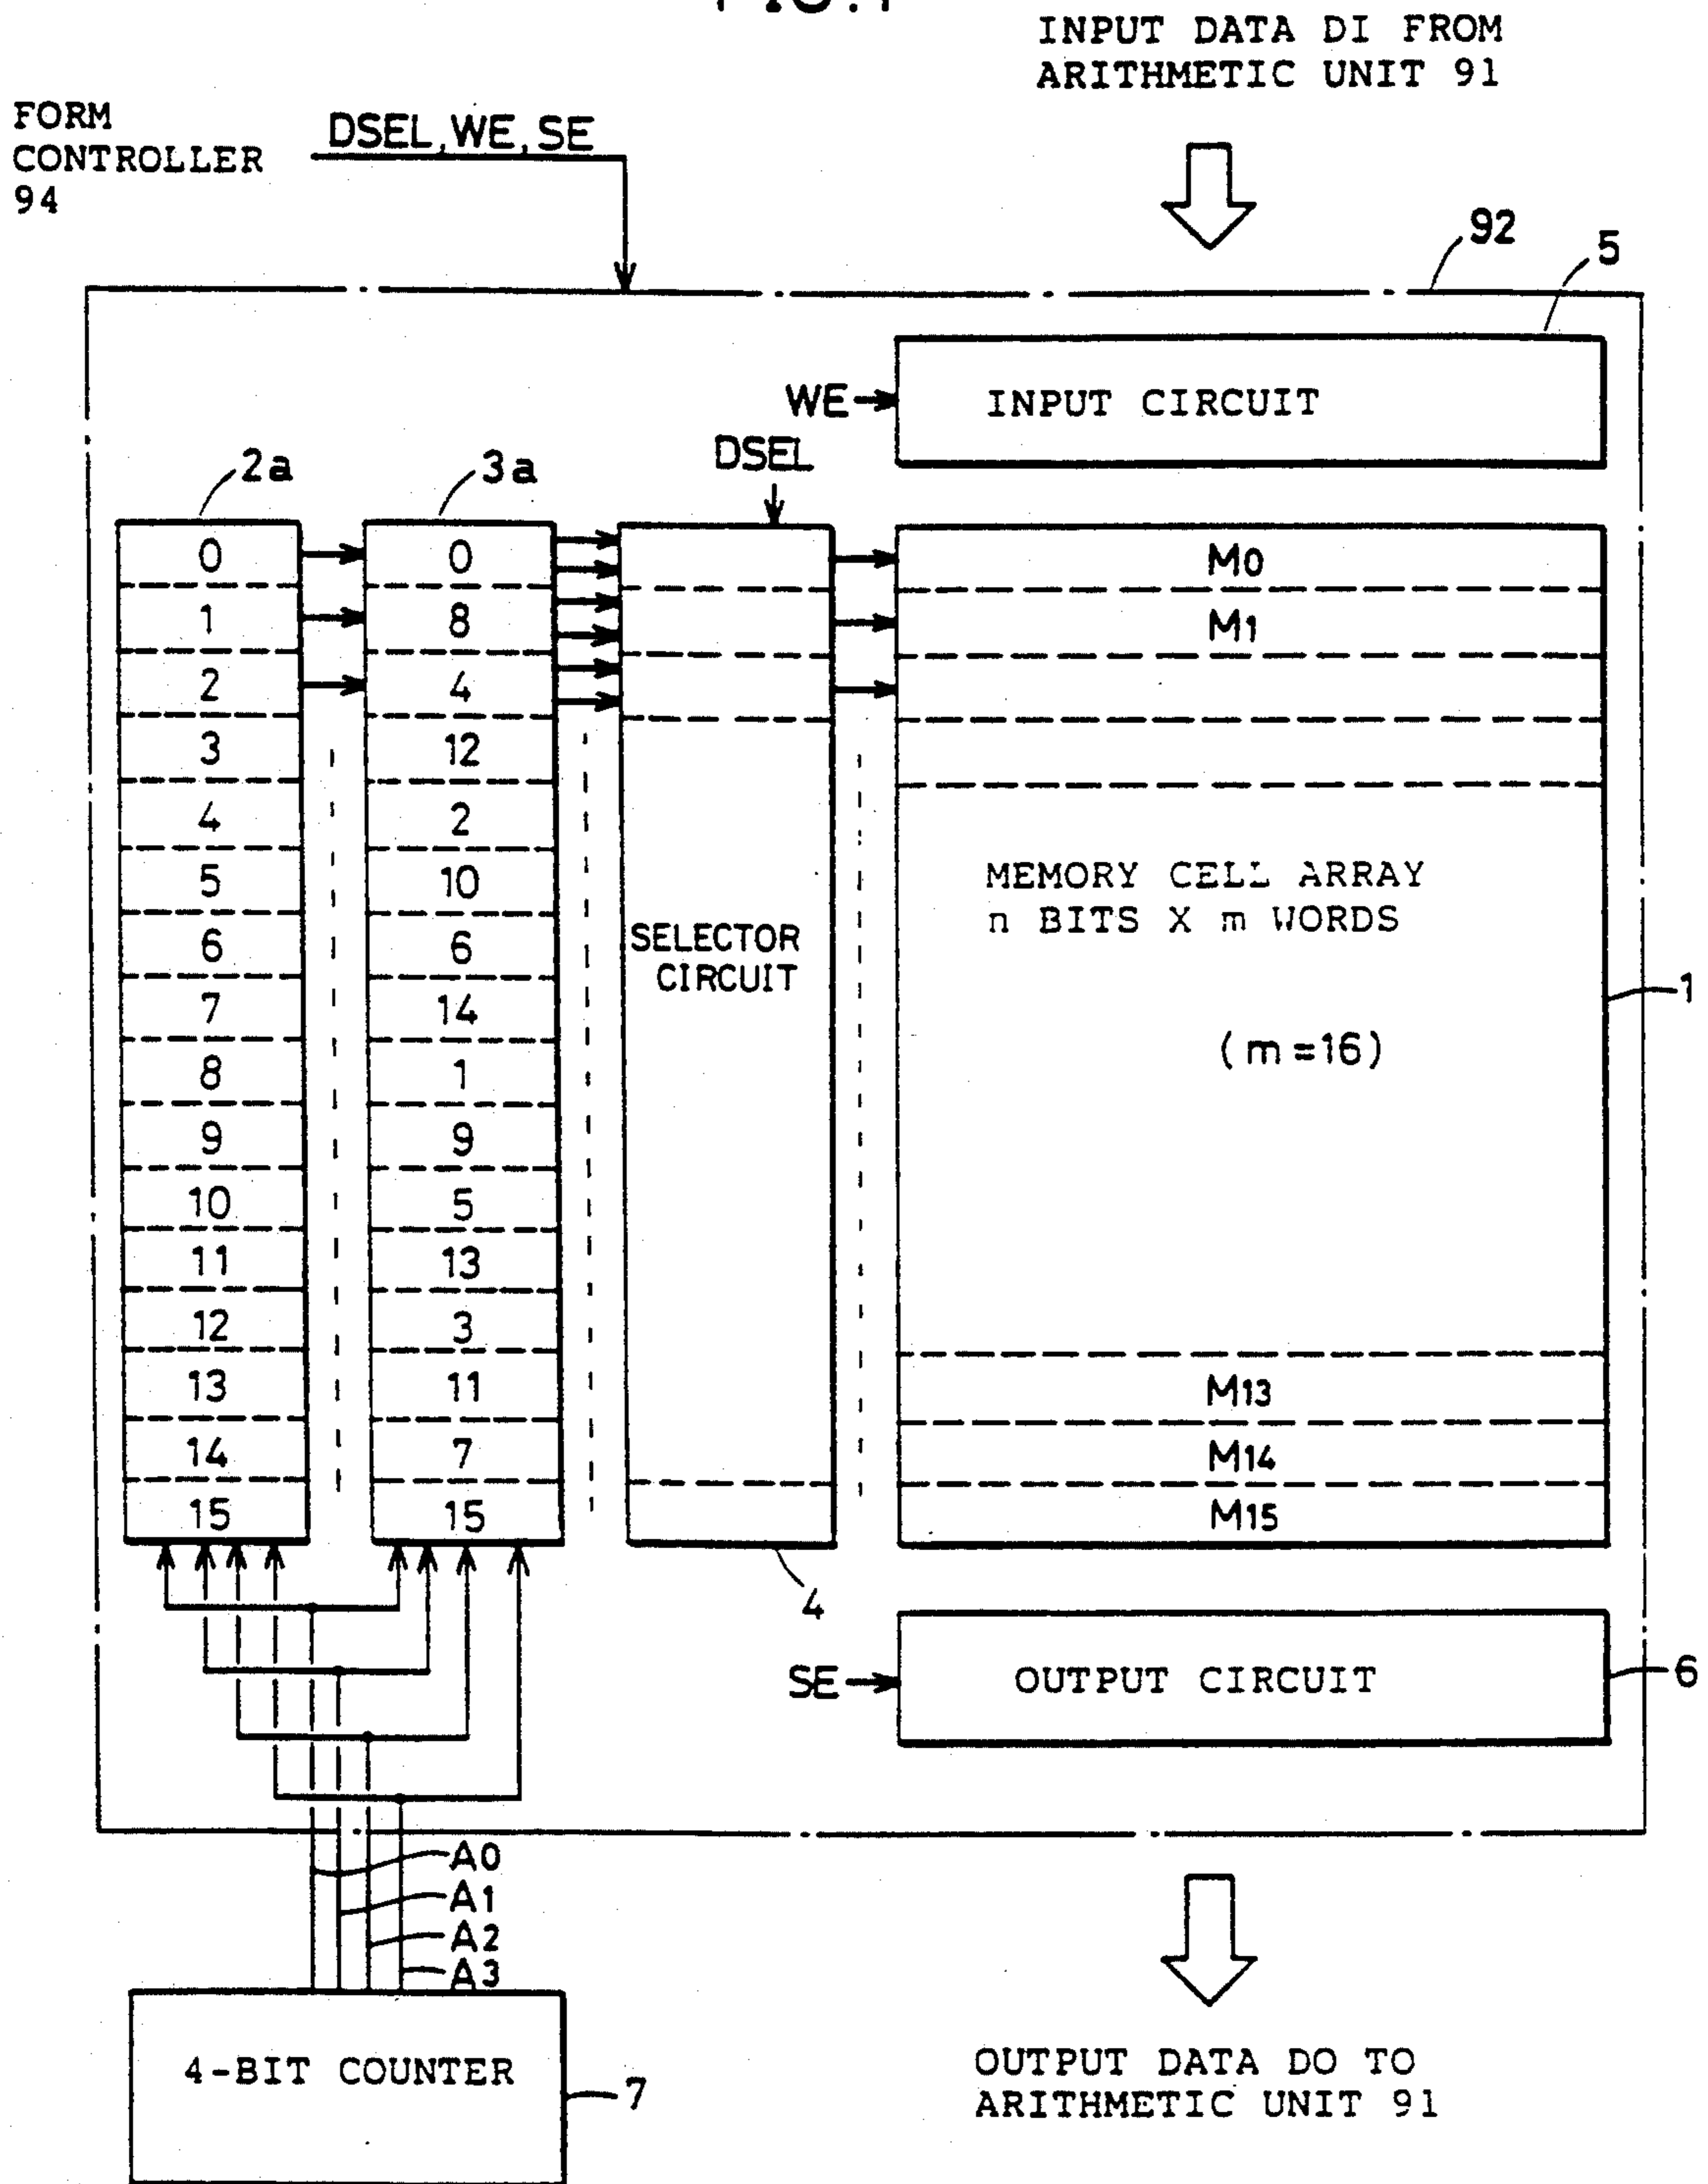 FIG.1
INPUT DATA DI FROM
ARITHMETIC UNIT 91
FORM
CONTROLLER
94
DSEL, WE, SE
92
5
WE
INPUT CIRCUIT
DSEL
2a
3a
0
1
2
3
4
5
6
7
8
9
10
11
12
13
14
15
0
8
4
12
2
10
6
14
1
9
5
13
3
11
7
15
SELECTOR
CIRCUIT
4
M0
M1
MEMORY CELL ARRAY
n BITS X m WORDS
(m=16)
M13
M14
M15
1
SE
OUTPUT CIRCUIT
6
A0
A1
A2
A3
4-BIT COUNTER
7
OUTPUT DATA DO TO
ARITHMETIC UNIT 91